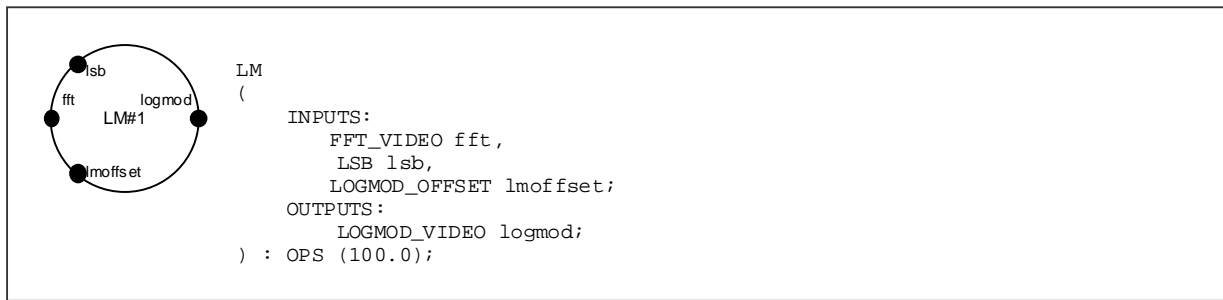 lsb
fft
logmod
LM#1
lmoffset
LM
(
INPUTS:
FFT_VIDEO fft,
LSB lsb,
LOGMOD_OFFSET lmoffset;
OUTPUTS:
LOGMOD_VIDEO logmod;
) : OPS (100.0);